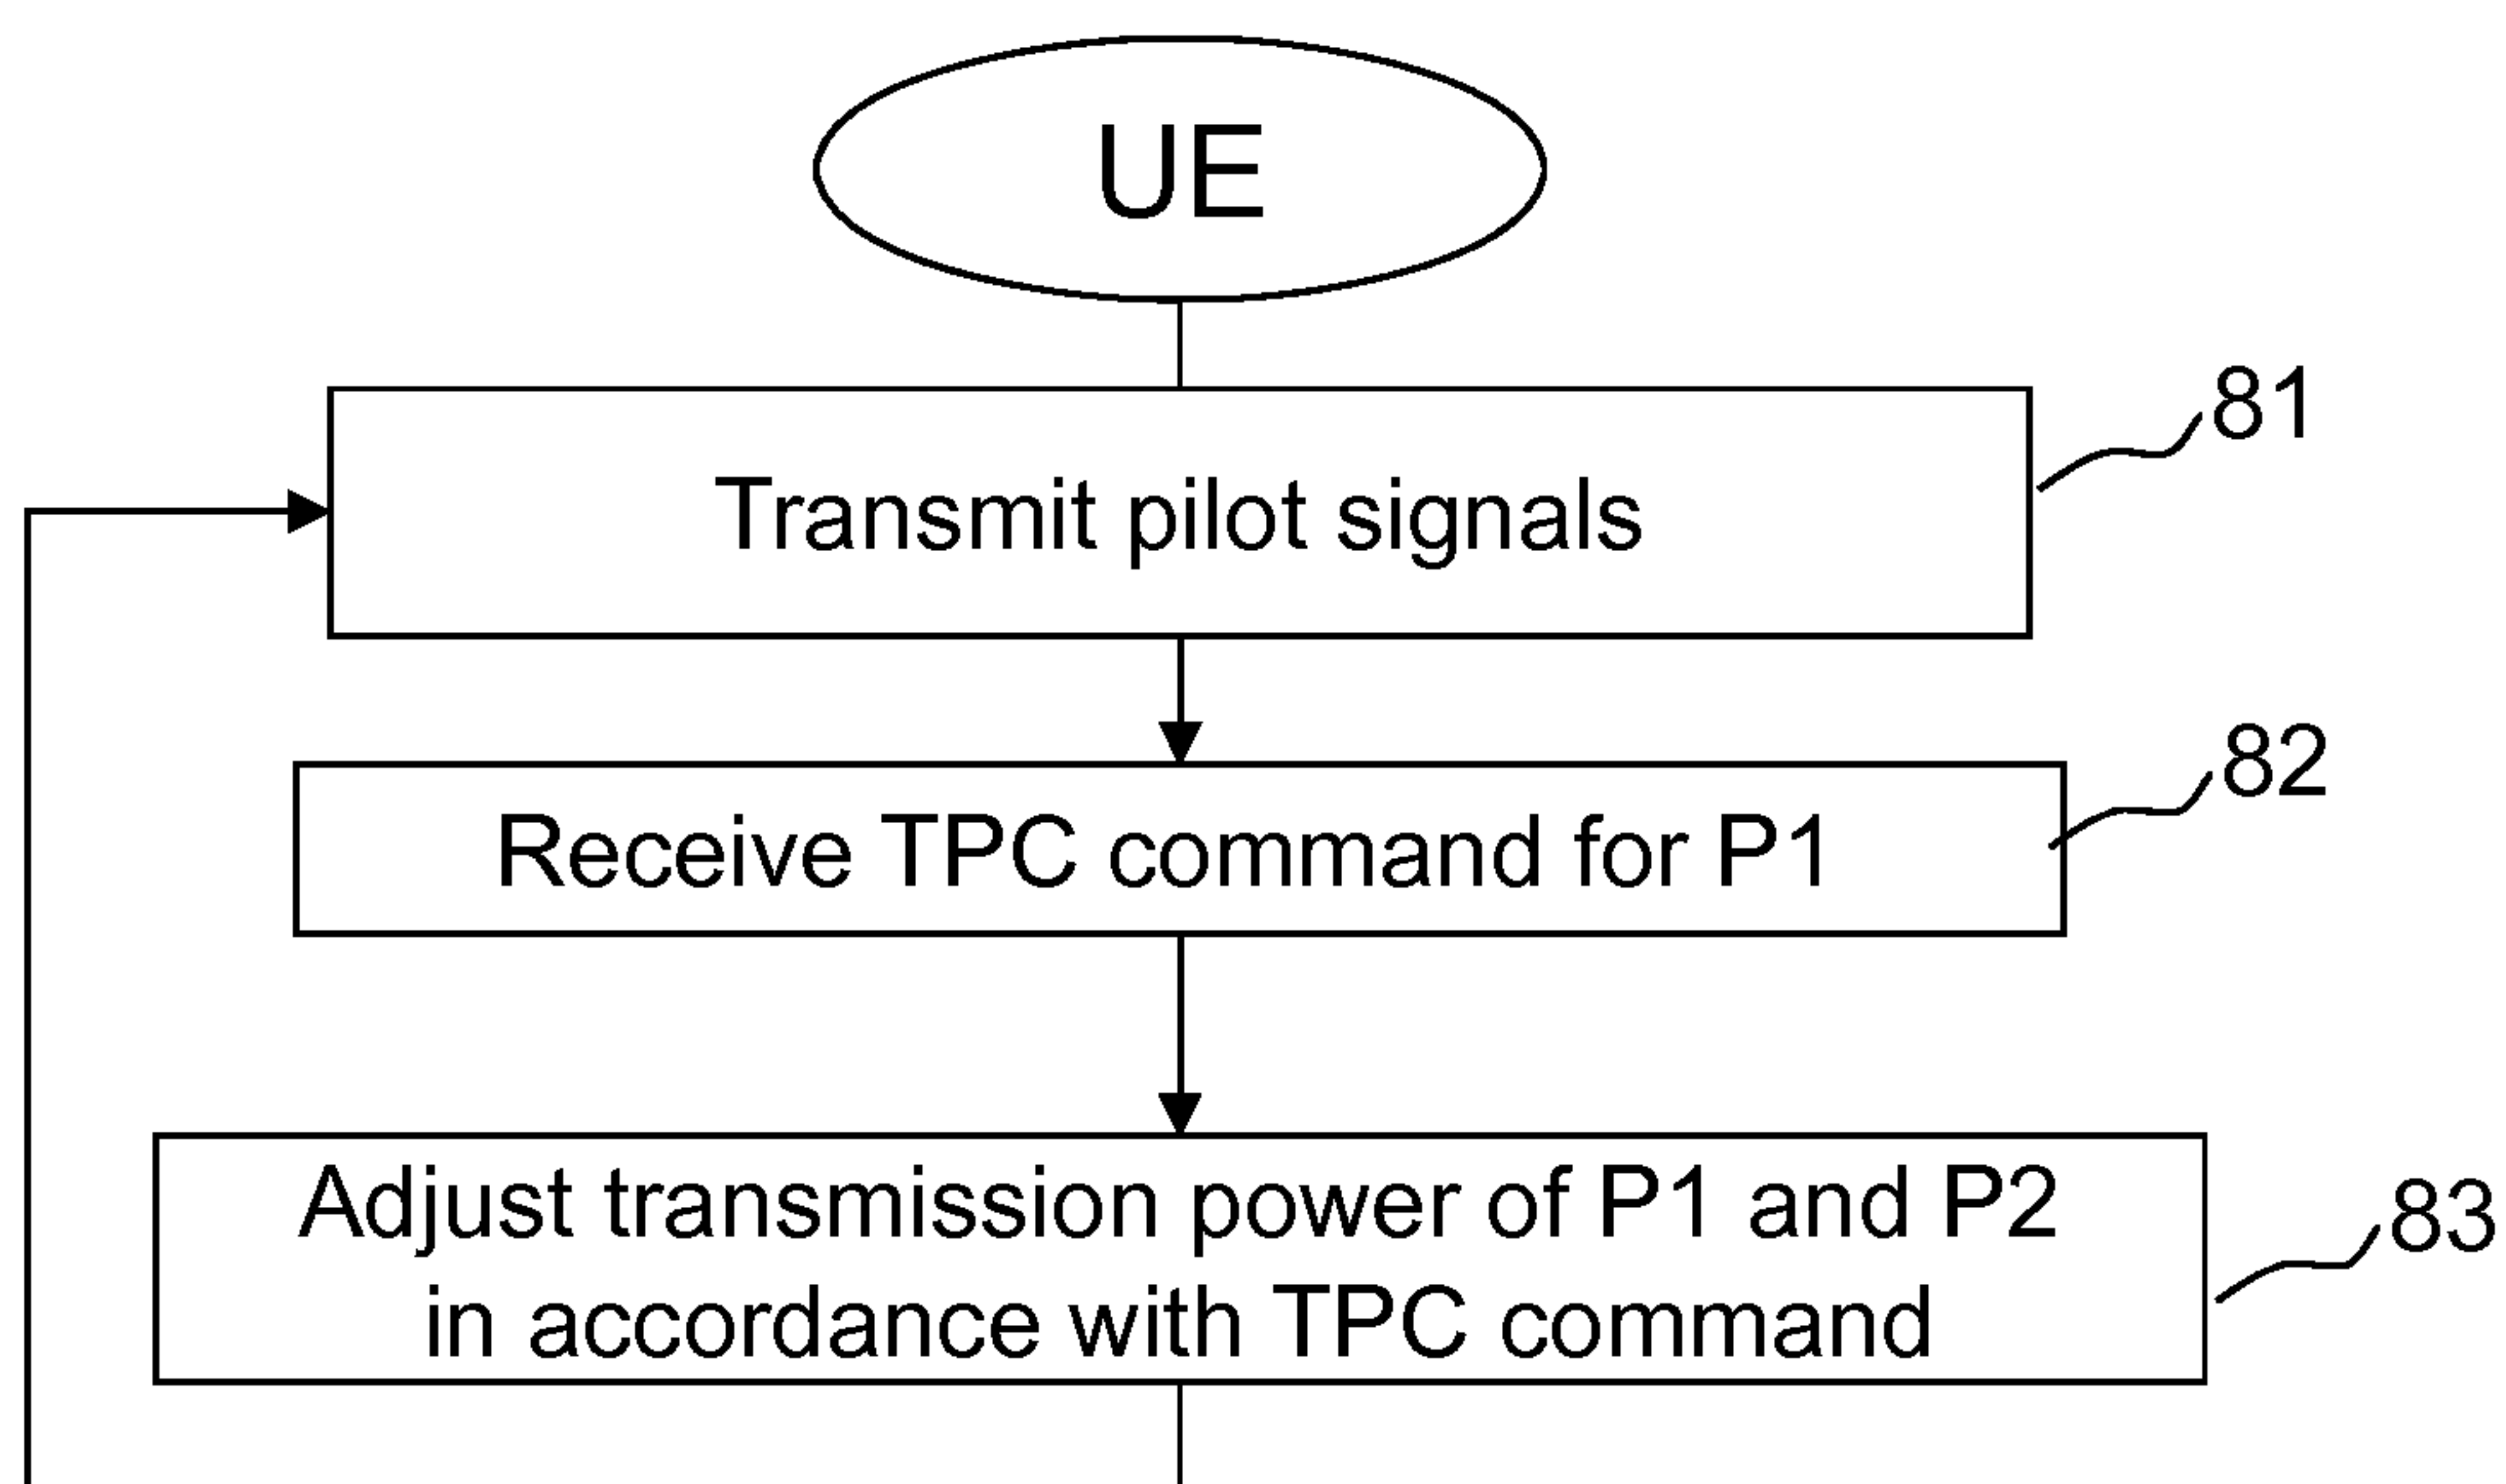 UE
81
Transmit pilot signals
82
Receive TPC command for P1
Adjust transmission power of P1 and P2
83
in accordance with TPC command